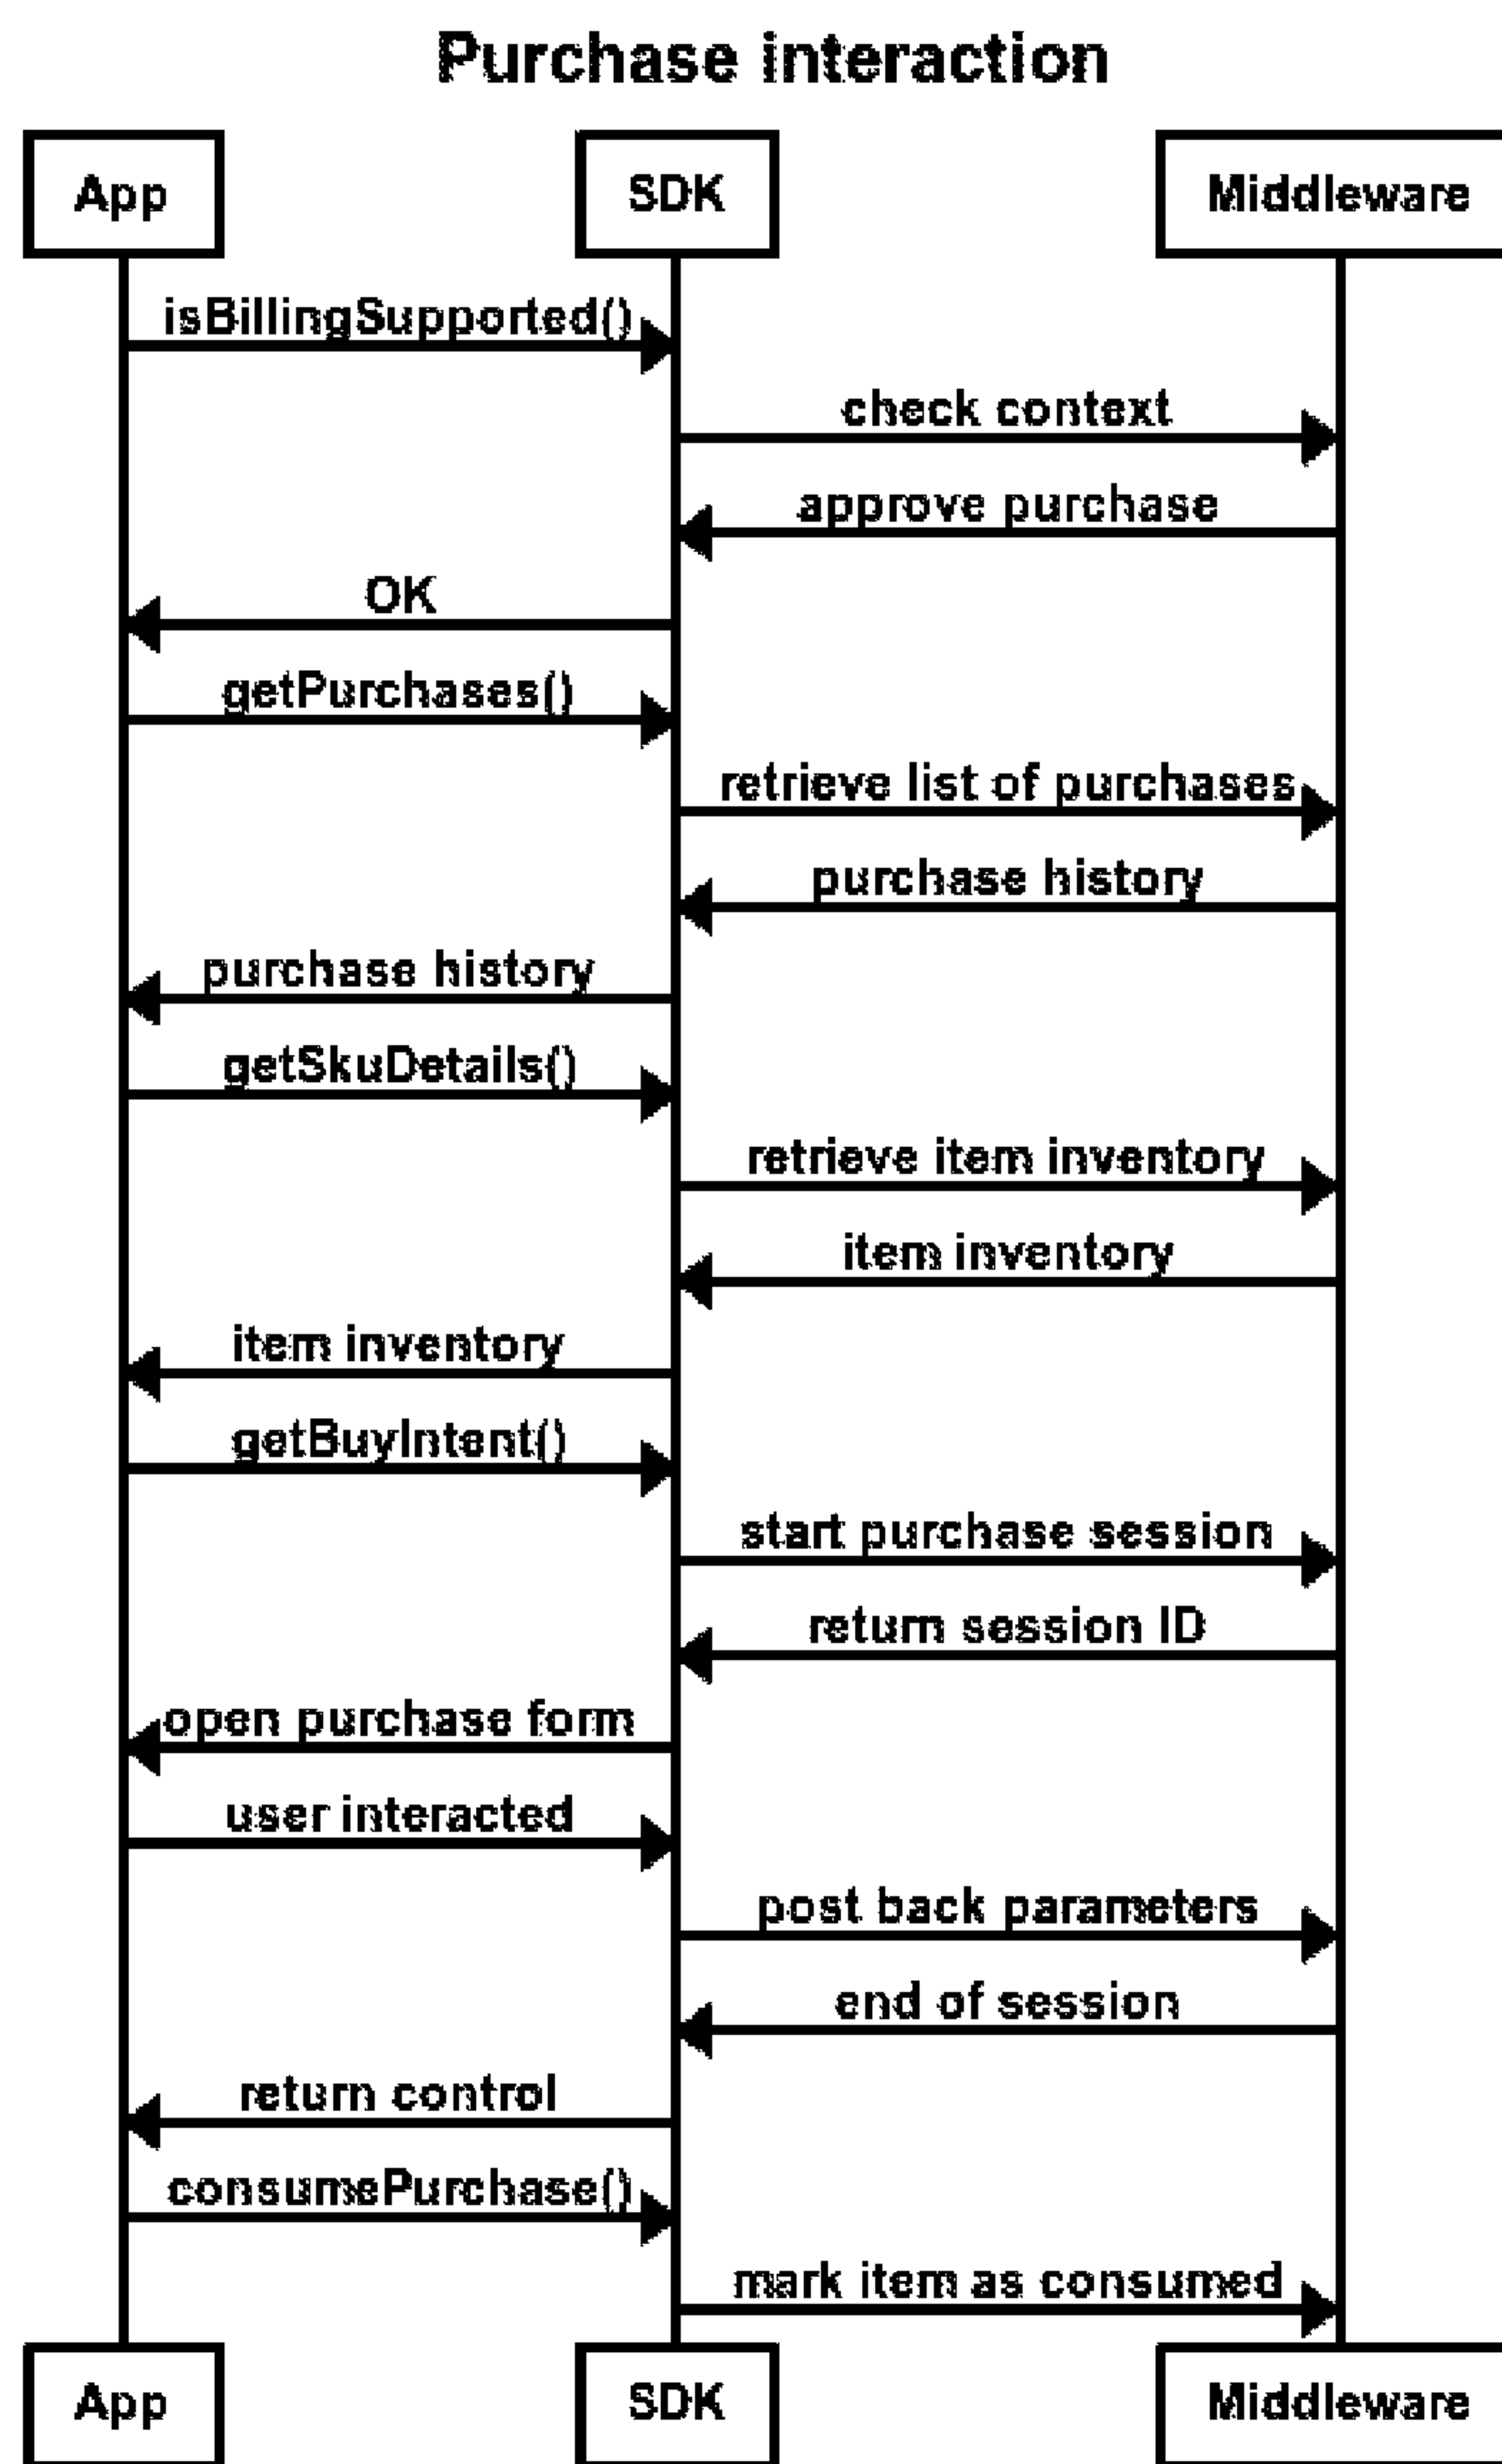 Purchase interaction
App
SDK
Middleware
isBillingSupported()
check context
approve purchase
OK
getPurchases()
retrieve list of purchases
purchase history
purchase history
getSkuDetails()
retrieve item inventory
item inventory
item inventory
getBuyIntent()
start purchase session
return session ID
open purchase form
user interacted
post back parameters
end of session
return control
consumePurchase()
mark item as consumed
App
SDK
Middleware